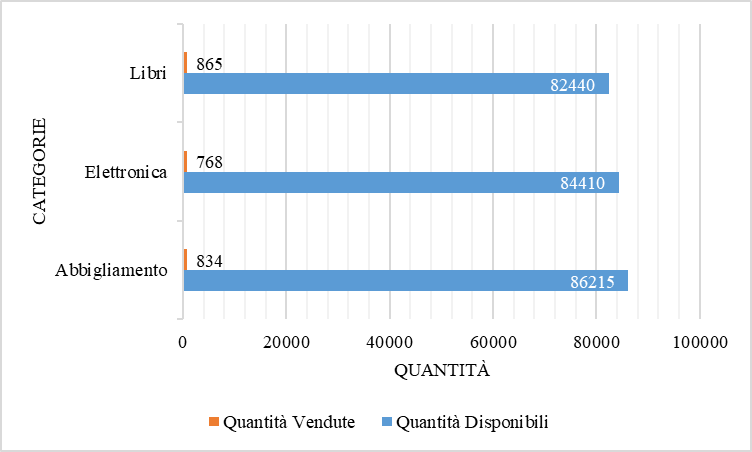 CATEGORIE
Libri
865
82440
Elettronica
768
84410
Abbigliamento
834
86215
0 20000 40000 60000 80000 100000
QUANTITÀ
Quantità Vendute Quantità Disponibili